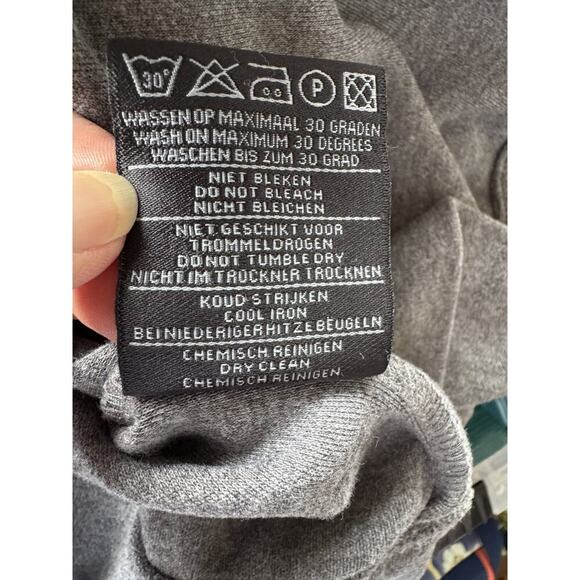 30°
P
WASSEN OP MAXIMAAL 30 GRADEN
WASH ON MAXIMUM 30 DEGREES
WASCHEN BIS ZUM 30 GRAD
NIET BLEKEN
DO NOT BLEACH
NICHT BLEICHEN
NIET GESCHIKT VOOR
TROMMELDROGEN
DO NOT TUMBLE DRY
NICHT IM TROCKNER TROCKNEN
KOUD STRIJKEN
COOL IRON
BEI NIEDERIGER HITZE BËUGELN
CHEMISCH REINIGEN
DRY CLEAN
CHEMISCH REINIGEN